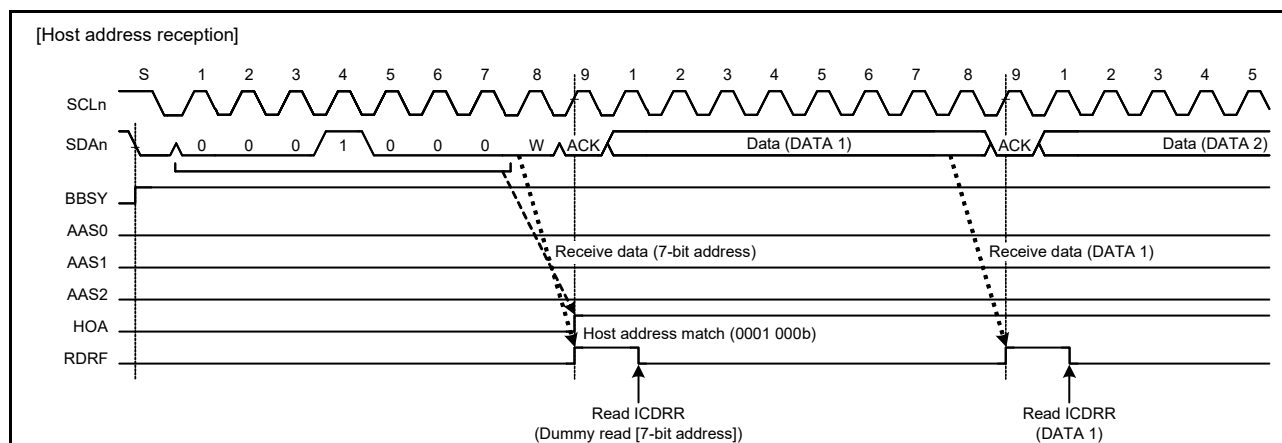 [Host address reception]
S 1 2 3 4 5 6 7 8 9 1 2 3 4 5 6 7 8 9 1 2 3 4 5
SCLn
SDAn 0 0 0 1 0 0 0 W ACK Data (DATA 1) ACK Data (DATA 2)
BBSY
AAS0
AAS1 Receive data (7-bit address) Receive data (DATA 1)
AAS2
HOA Host address match (0001 000b)
RDRF
Read ICDRR Read ICDRR
(Dummy read [7-bit address]) (DATA 1)